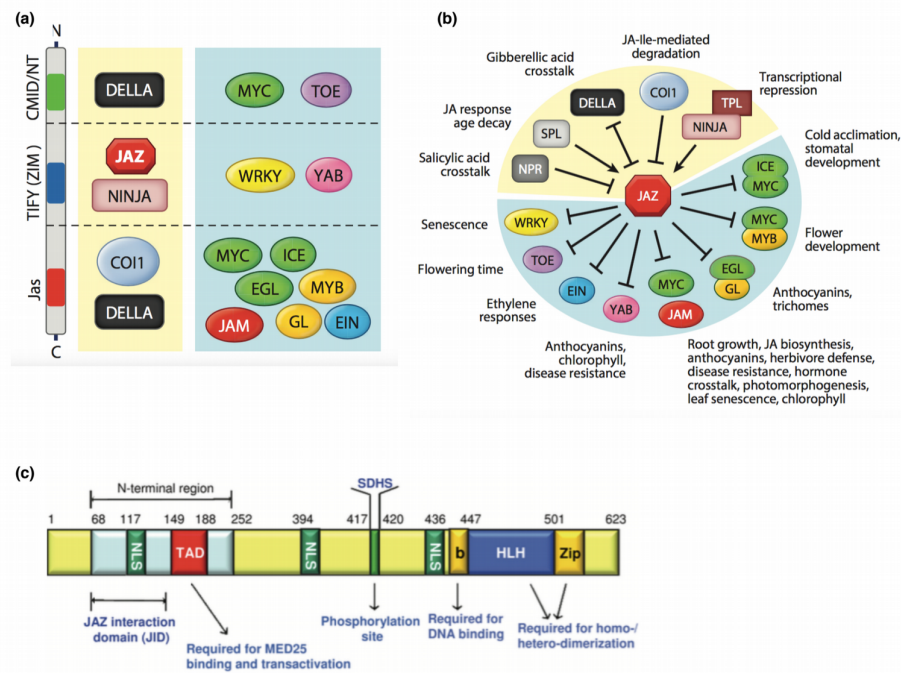 (a)
N
CMID/NT
DELLA
MYC
TOE
TIFY (ZIM )
JAZ
NINJA
WRKY
YAB
Jas
COI1
DELLA
MYC
ICE
EGL
MYB
JAM
GL
EIN
C
(b)
JA-Ile-mediated
degradation
Gibberellic acid
crosstalk
Transcriptional
repression
JA response
age decay
Salicylic acid
crosstalk
Cold acclimation,
stomatal
development
DELLA
COI1
TPL
NINJA
SPL
NPR
JAZ
ICE
MYC
MYC
MYB
Flower
development
EGL
GL
Anthocyanins,
trichomes
MYC
JAM
YAB
EIN
TOE
WRKY
Senescence
Flowering time
Ethylene
responses
Anthocyanins,
chlorophyll,
disease resistance
Root growth, JA biosynthesis,
anthocyanins, herbivore defense,
disease resistance, hormone
crosstalk, photomorphogenesis,
leaf senescence, chlorophyll
(c)
N-terminal region
SDHS
1 68 117 149 188 252 394 417 420 436 447 501 623
NLS TAD NLS NLS b HLH Zip
JAZ interaction
domain (JID)
Required for MED25
binding and transactivation
Phosphorylation
site
Required for
DNA binding
Required for homo-/
hetero-dimerization